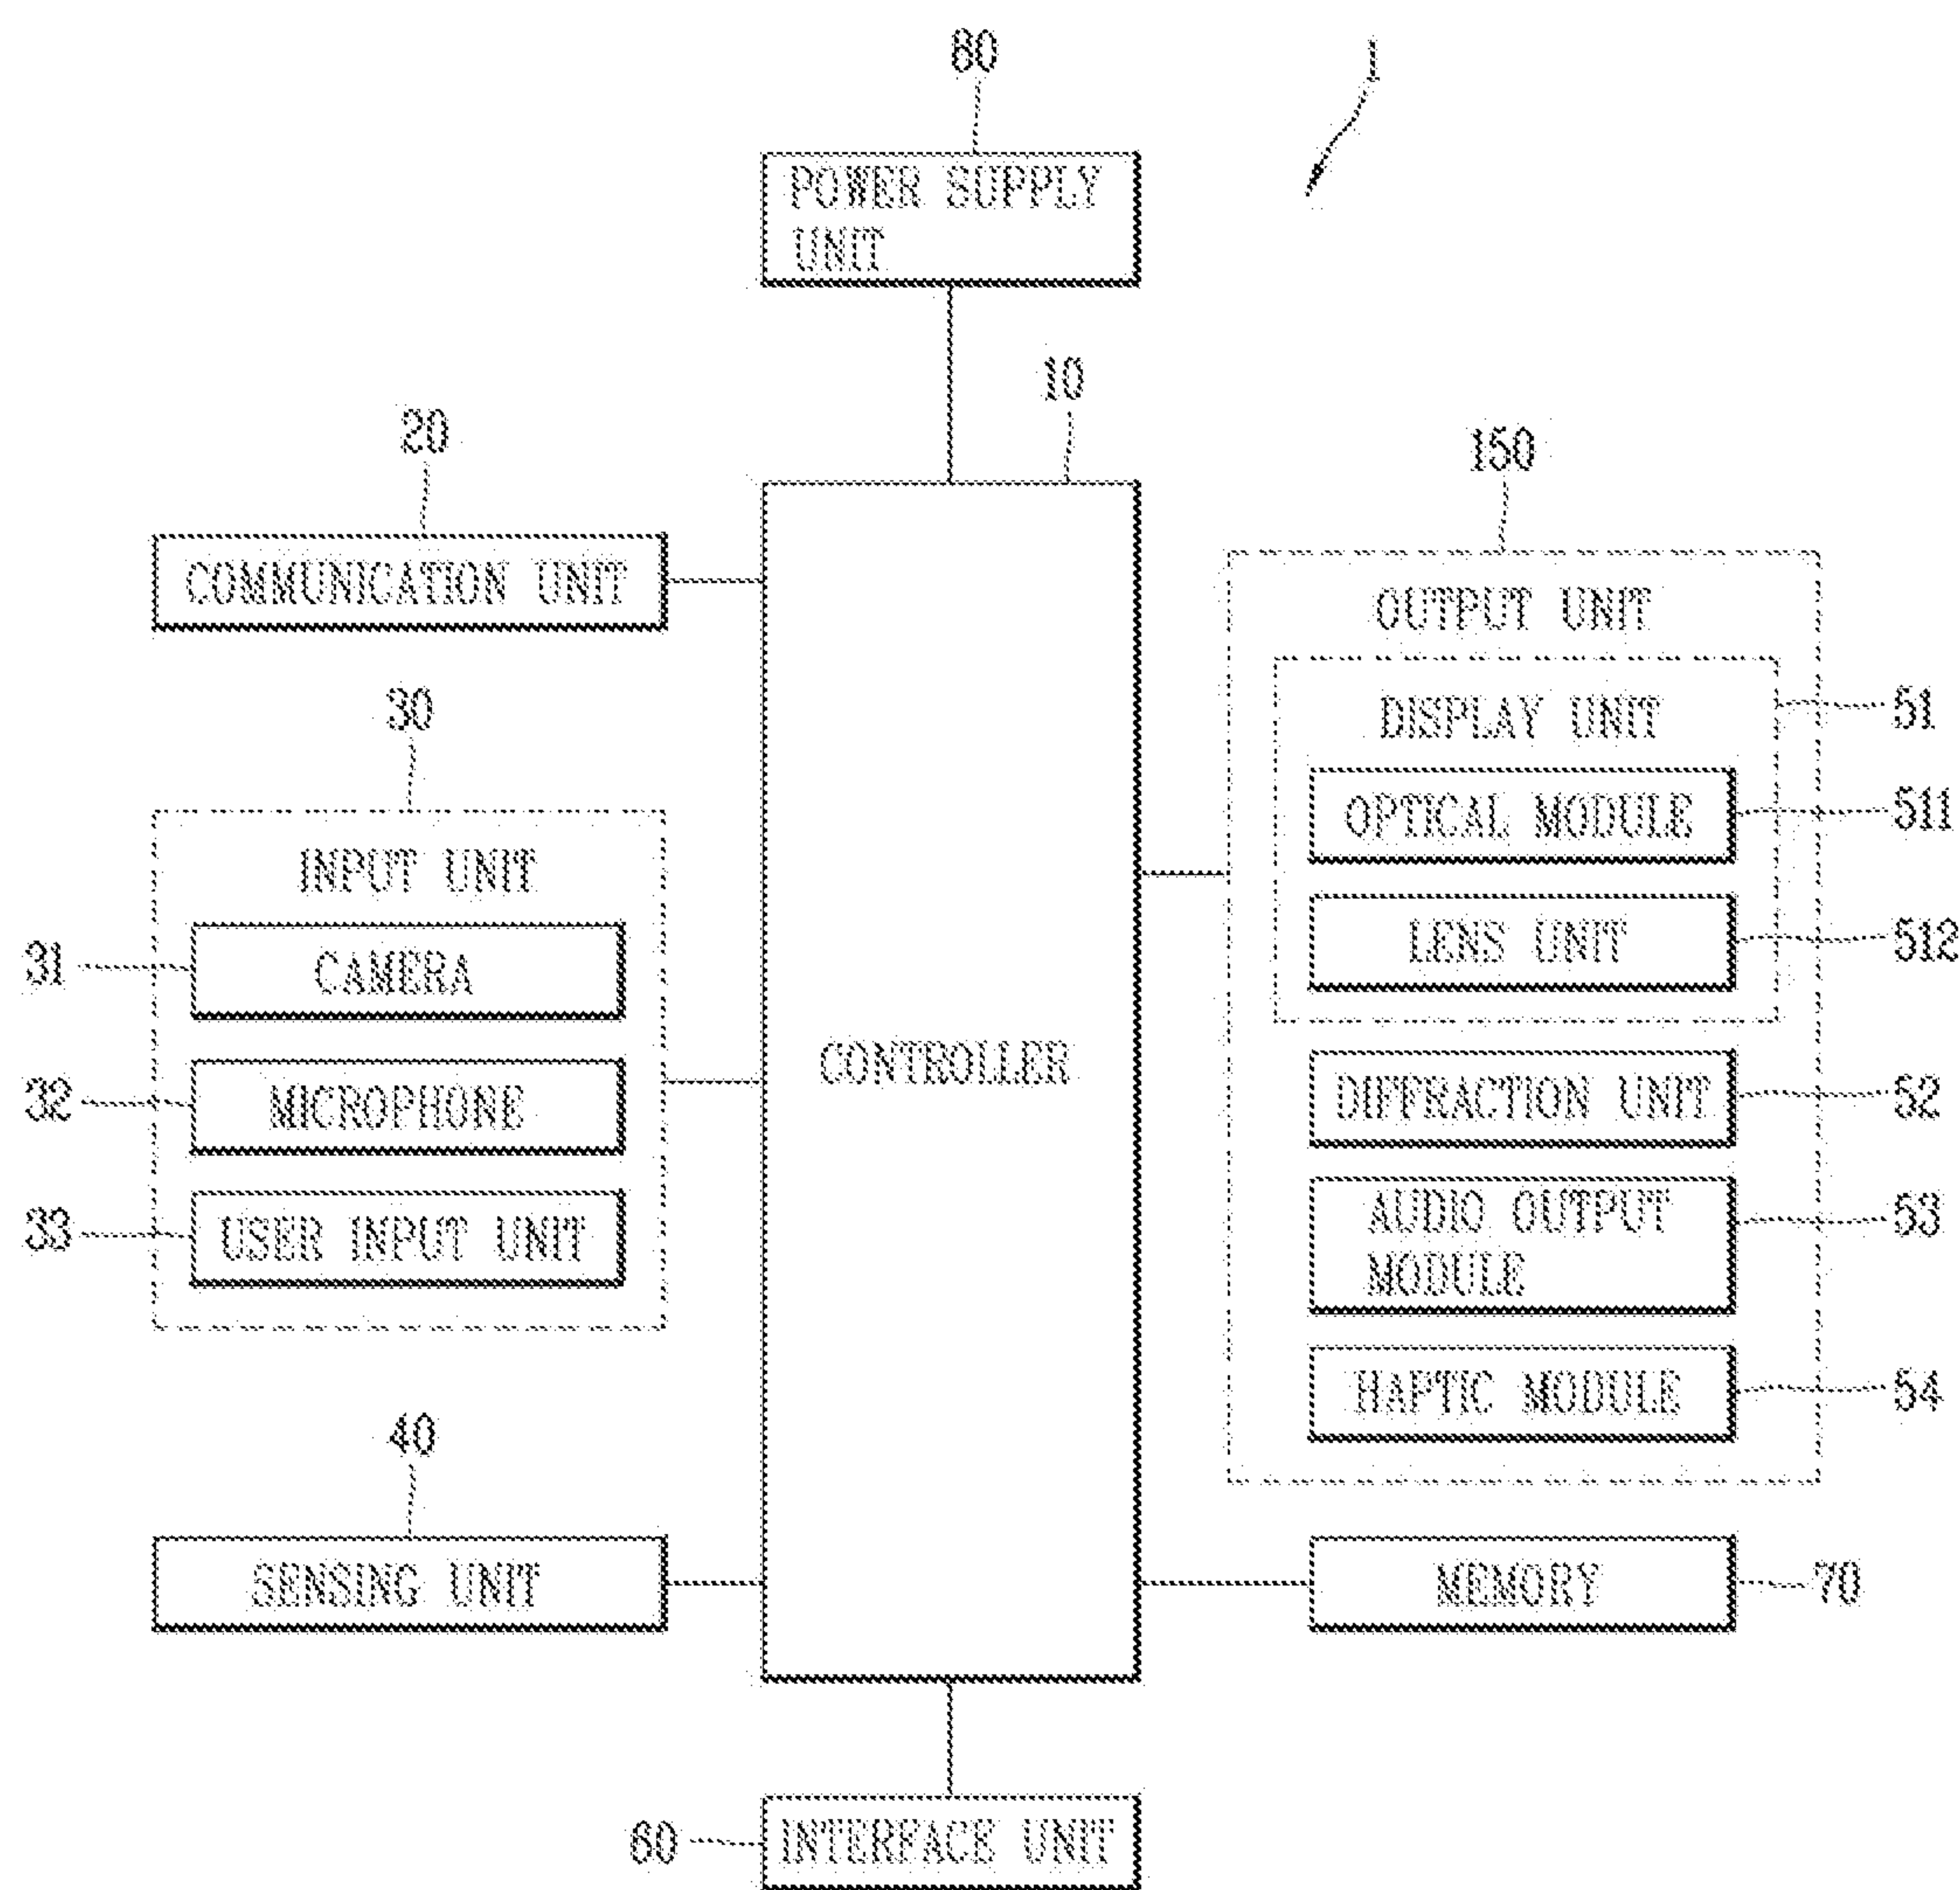 80
1
POWER SUPPLY
UNIT
10
20
150
COMMUNICATION UNIT
OUTPUT UNIT
30
DISPLAY UNIT
51
OPTICAL MODULE
511
INPUT UNIT
LENS UNIT
512
31
CAMERA
CONTROLLER
32
MICROPHONE
DIFFRACTION UNIT
52
33
USER INPUT UNIT
AUDIO OUTPUT
MODULE
53
HAPTIC MODULE
54
40
SENSING UNIT
MEMORY
70
60
INTERFACE UNIT